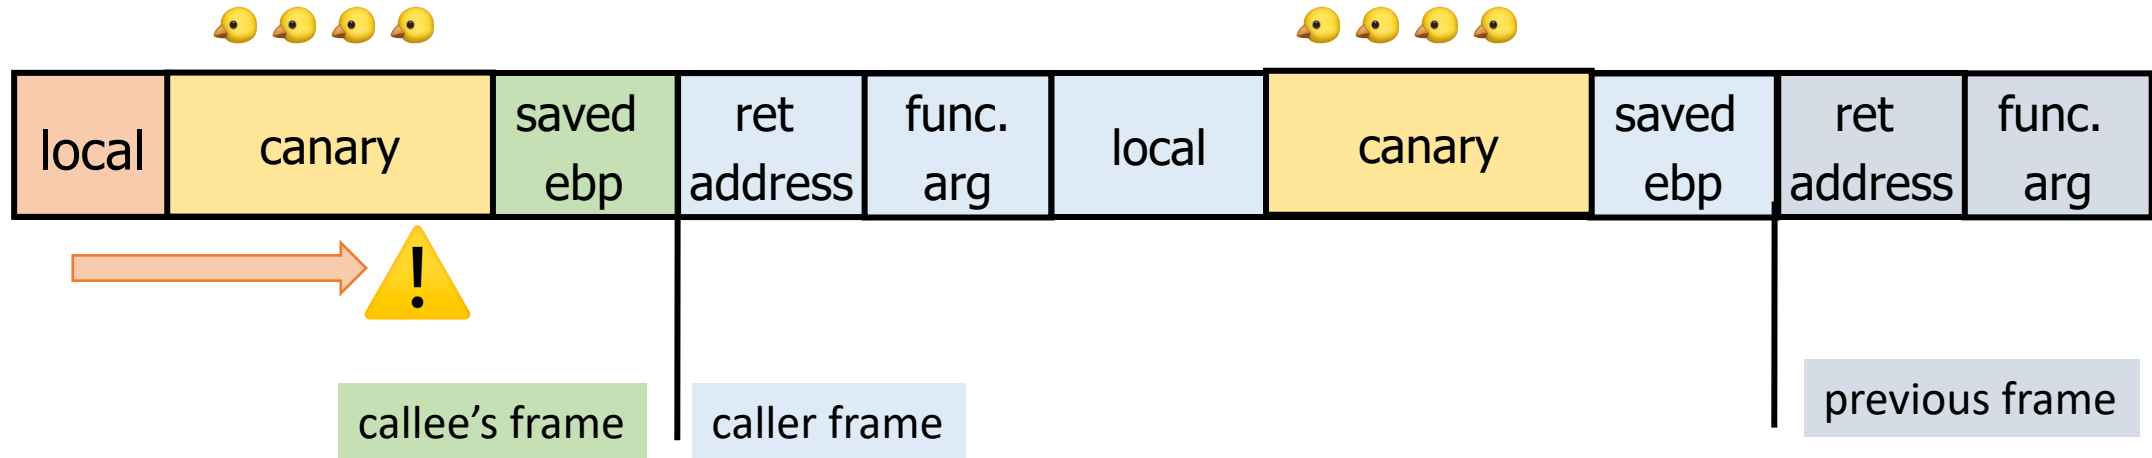 local
canary
saved
ebp
ret
address
func.
arg
local
canary
saved
ebp
ret
address
func.
arg
callee’s frame
caller frame
previous frame